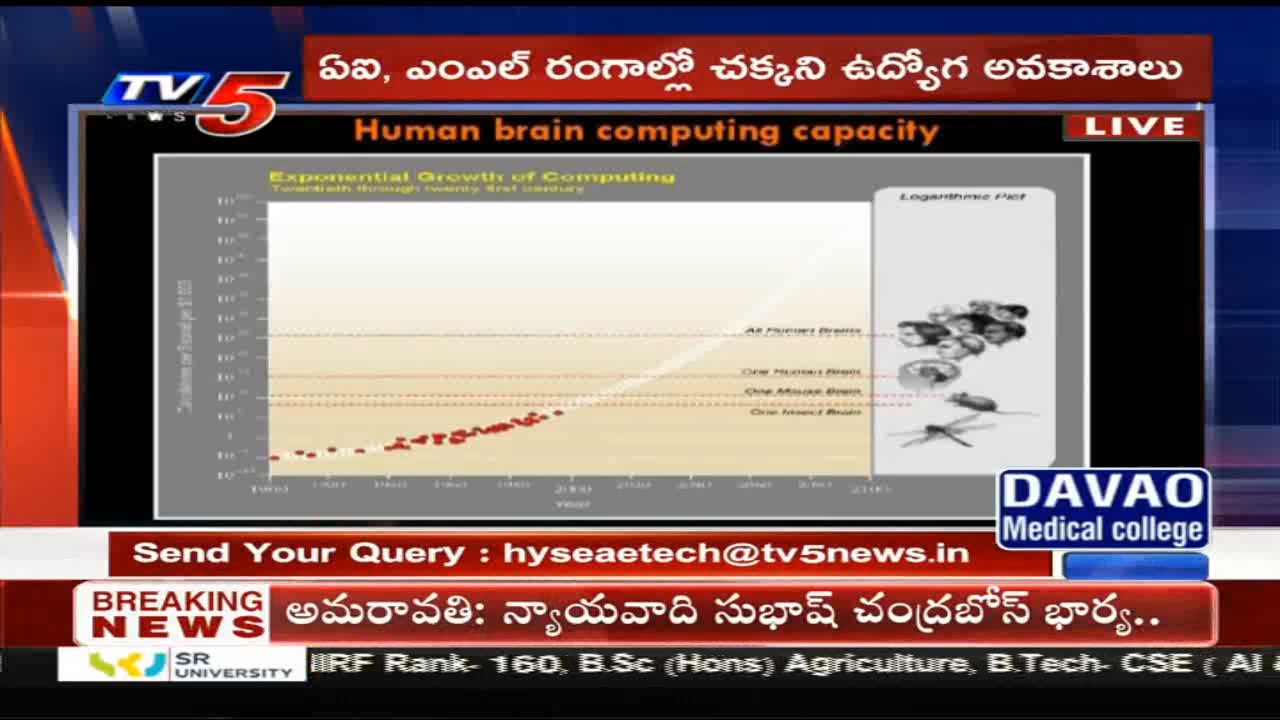 ఏఐ, ఎంఎల్ రంగాల్లో చక్కని ఉద్యోగ అవకాశాలు
TV5
NEWS
LIVE
Human brain computing capacity
Exponential Growth of Computing
Twentieth through twenty first century
Logarithmic Plot
All Human Brains
One Human Brain
One Mouse Brain
One Insect Brain
1900
2000
2100
Year
DAVAO
Medical college
Send Your Query : hyseaetech@tv5news.in
BREAKING
NEWS
అమరావతి: న్యాయవాది సుభాష్ చంద్రబోస్ భార్య..
SR
UNIVERSITY
IIRF Rank- 160, B.Sc (Hons) Agriculture, B.Tech- CSE ( AI